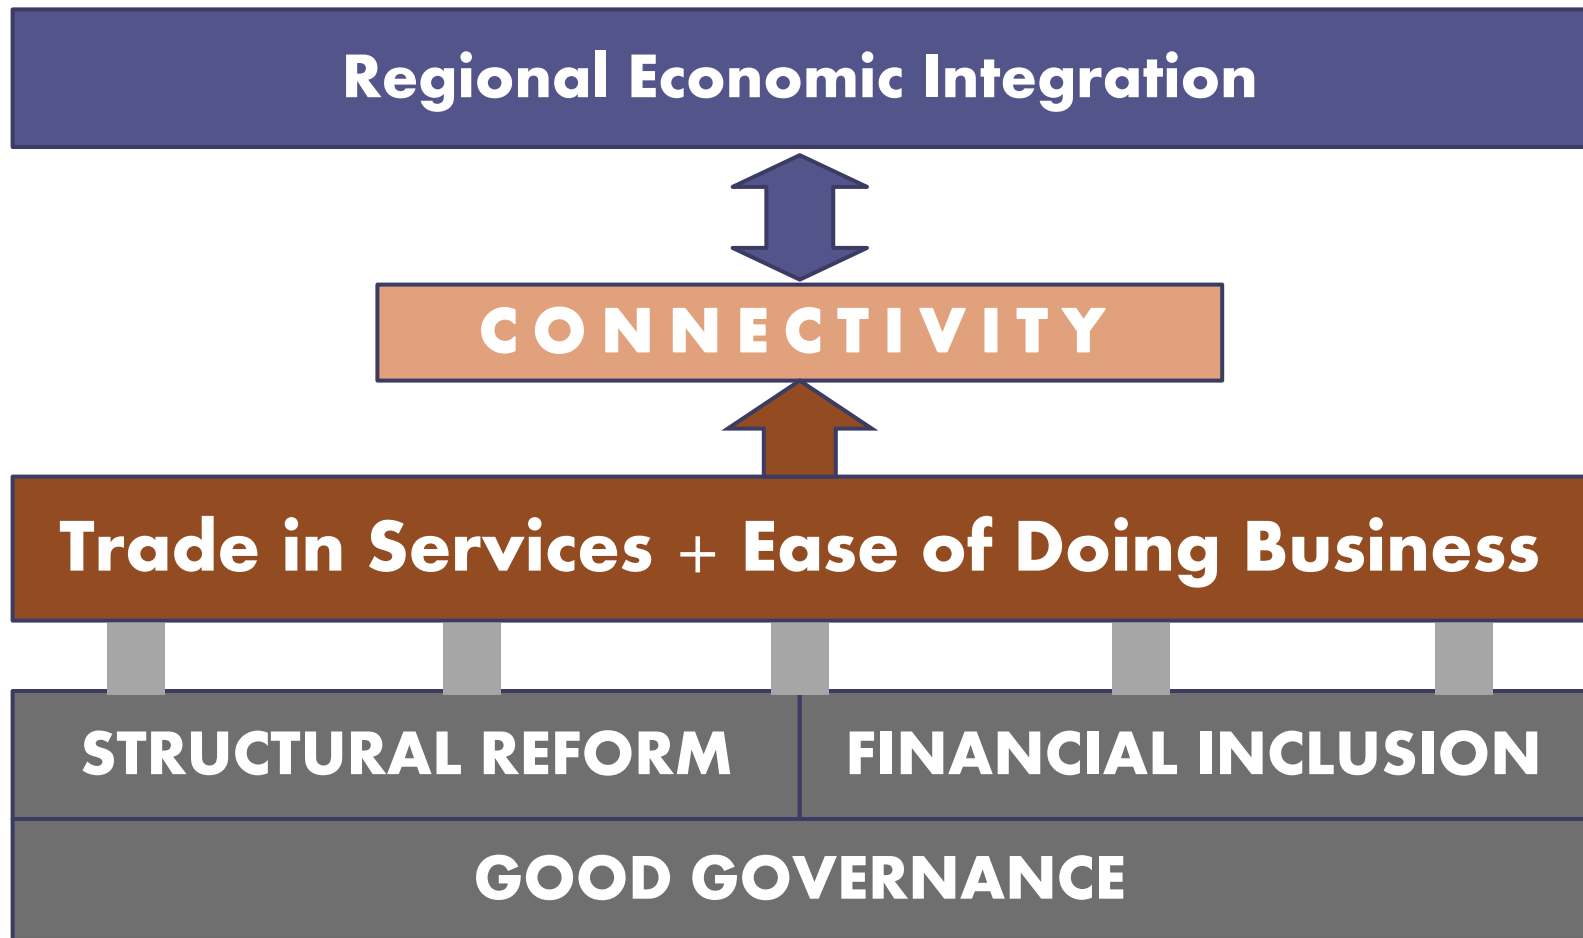 Regional Economic Integration
CONNECTIVITY
Trade in Services + Ease of Doing Business
STRUCTURAL REFORM
FINANCIAL INCLUSION
GOOD GOVERNANCE